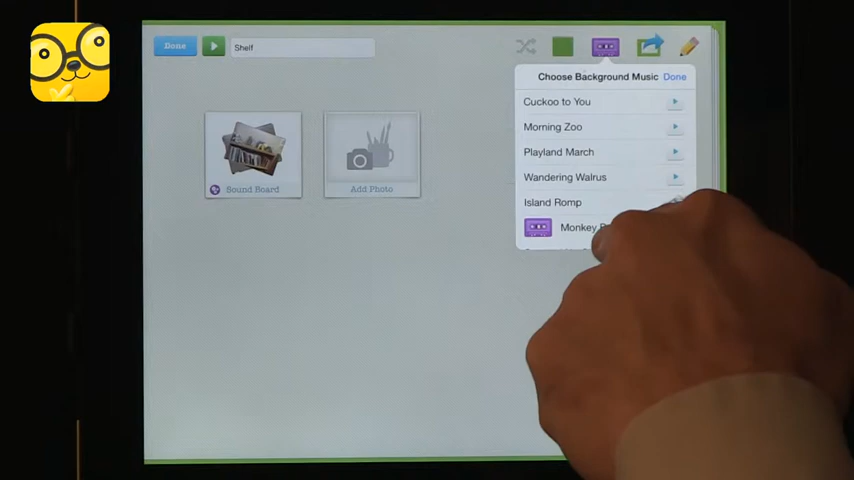 Done
Shelf
Choose Background Music Done
Cuckoo to You
Morning Zoo
Playland March
Wandering Walrus
Island Romp
Monkey
Sound Board
Add Photo